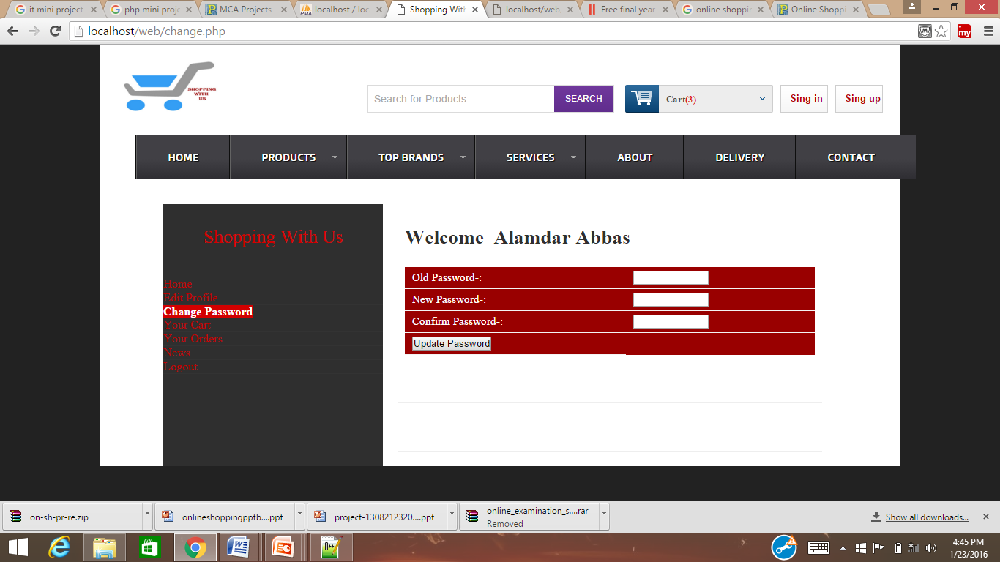 it mini project
php mini proje
MCA Projects
localhost / loc
Shopping With
localhost/web
Free final year
online shoppin
Online Shoppi
localhost/web/change.php
my
SHOPPING
WITH
US
Search for Products
SEARCH
Cart(3)
Sing in
Sing up
HOME
PRODUCTS
TOP BRANDS
SERVICES
ABOUT
DELIVERY
CONTACT
Shopping With Us
Home
Edit Profile
Change Password
Your Cart
Your Orders
News
Logout
Welcome Alamdar Abbas
Old Password-:
New Password-:
Confirm Password-:
Update Password
on-sh-pr-re.zip
onlineshoppingpptb....ppt
project-1308212320....ppt
online_examination_s....rar
Removed
Show all downloads...
4:45 PM
1/23/2016